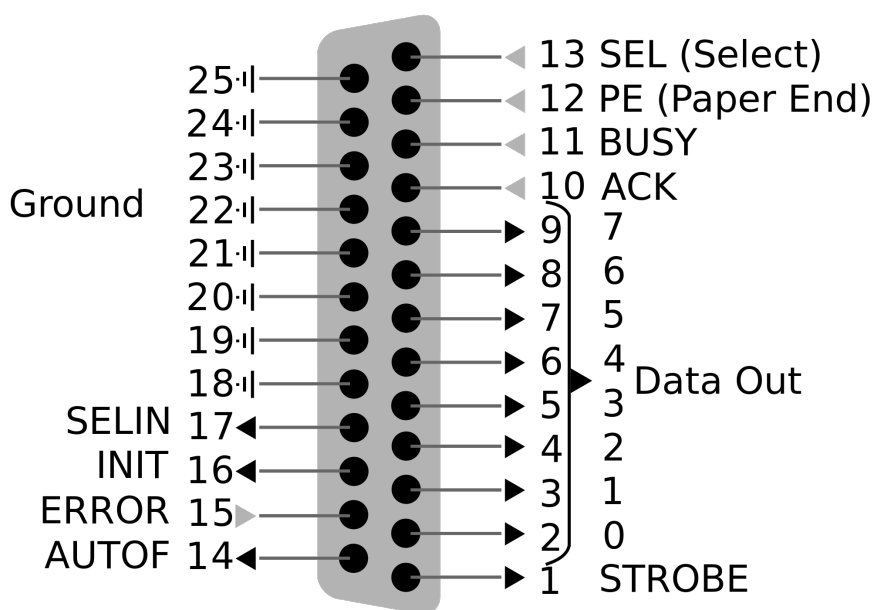 13 SEL (Select)
25
12 PE (Paper End)
24
11 BUSY
23
10 ACK
Ground
22
9 7
21
8 6
20
7 5
19
6 4
Data Out
18
5 3
SELIN 17
4 2
INIT 16
3 1
ERROR 15
2 0
AUTOF 14
1 STROBE